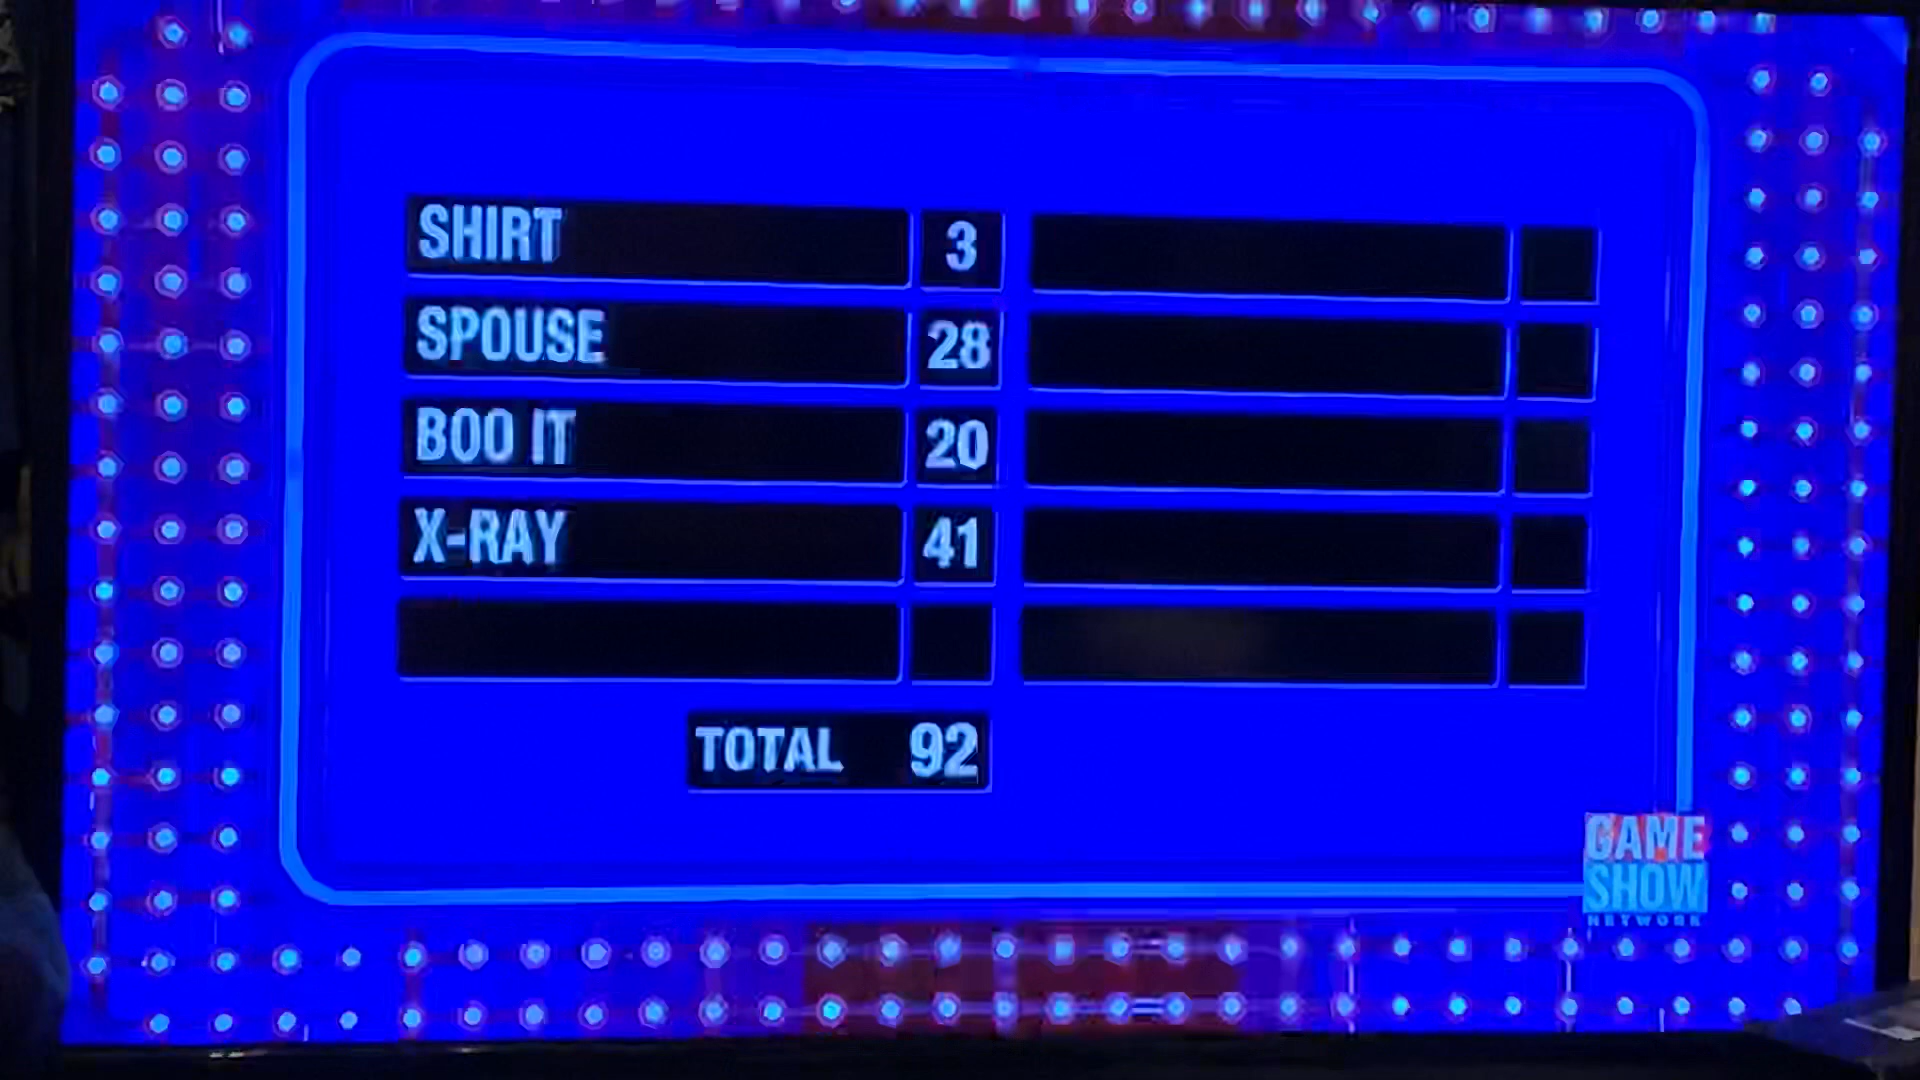 SHIRT 3
SPOUSE 28
BOO IT 20
X-RAY 41
TOTAL 92
GAME
SHOW
NETWORK